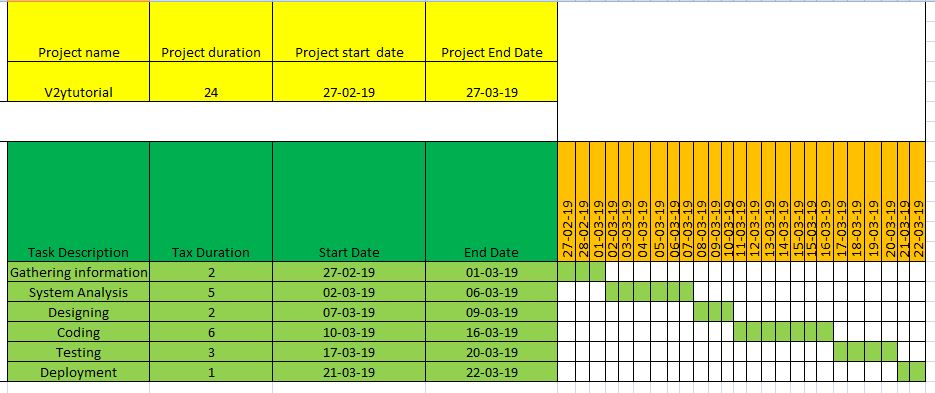 Project name Project duration Project start date Project End Date
V2ytutorial 24 27-02-19 27-03-19
Task Description Tax Duration Start Date End Date
27-02-19
28-02-19
01-03-19
02-03-19
03-03-19
04-03-19
05-03-19
06-03-19
07-03-19
08-03-19
09-03-19
10-03-19
11-03-19
12-03-19
13-03-19
14-03-19
15-03-19
15-03-19
16-03-19
17-03-19
18-03-19
19-03-19
20-03-19
21-03-19
22-03-19
Gathering information 2 27-02-19 01-03-19
System Analysis 5 02-03-19 06-03-19
Designing 2 07-03-19 09-03-19
Coding 6 10-03-19 16-03-19
Testing 3 17-03-19 20-03-19
Deployment 1 21-03-19 22-03-19